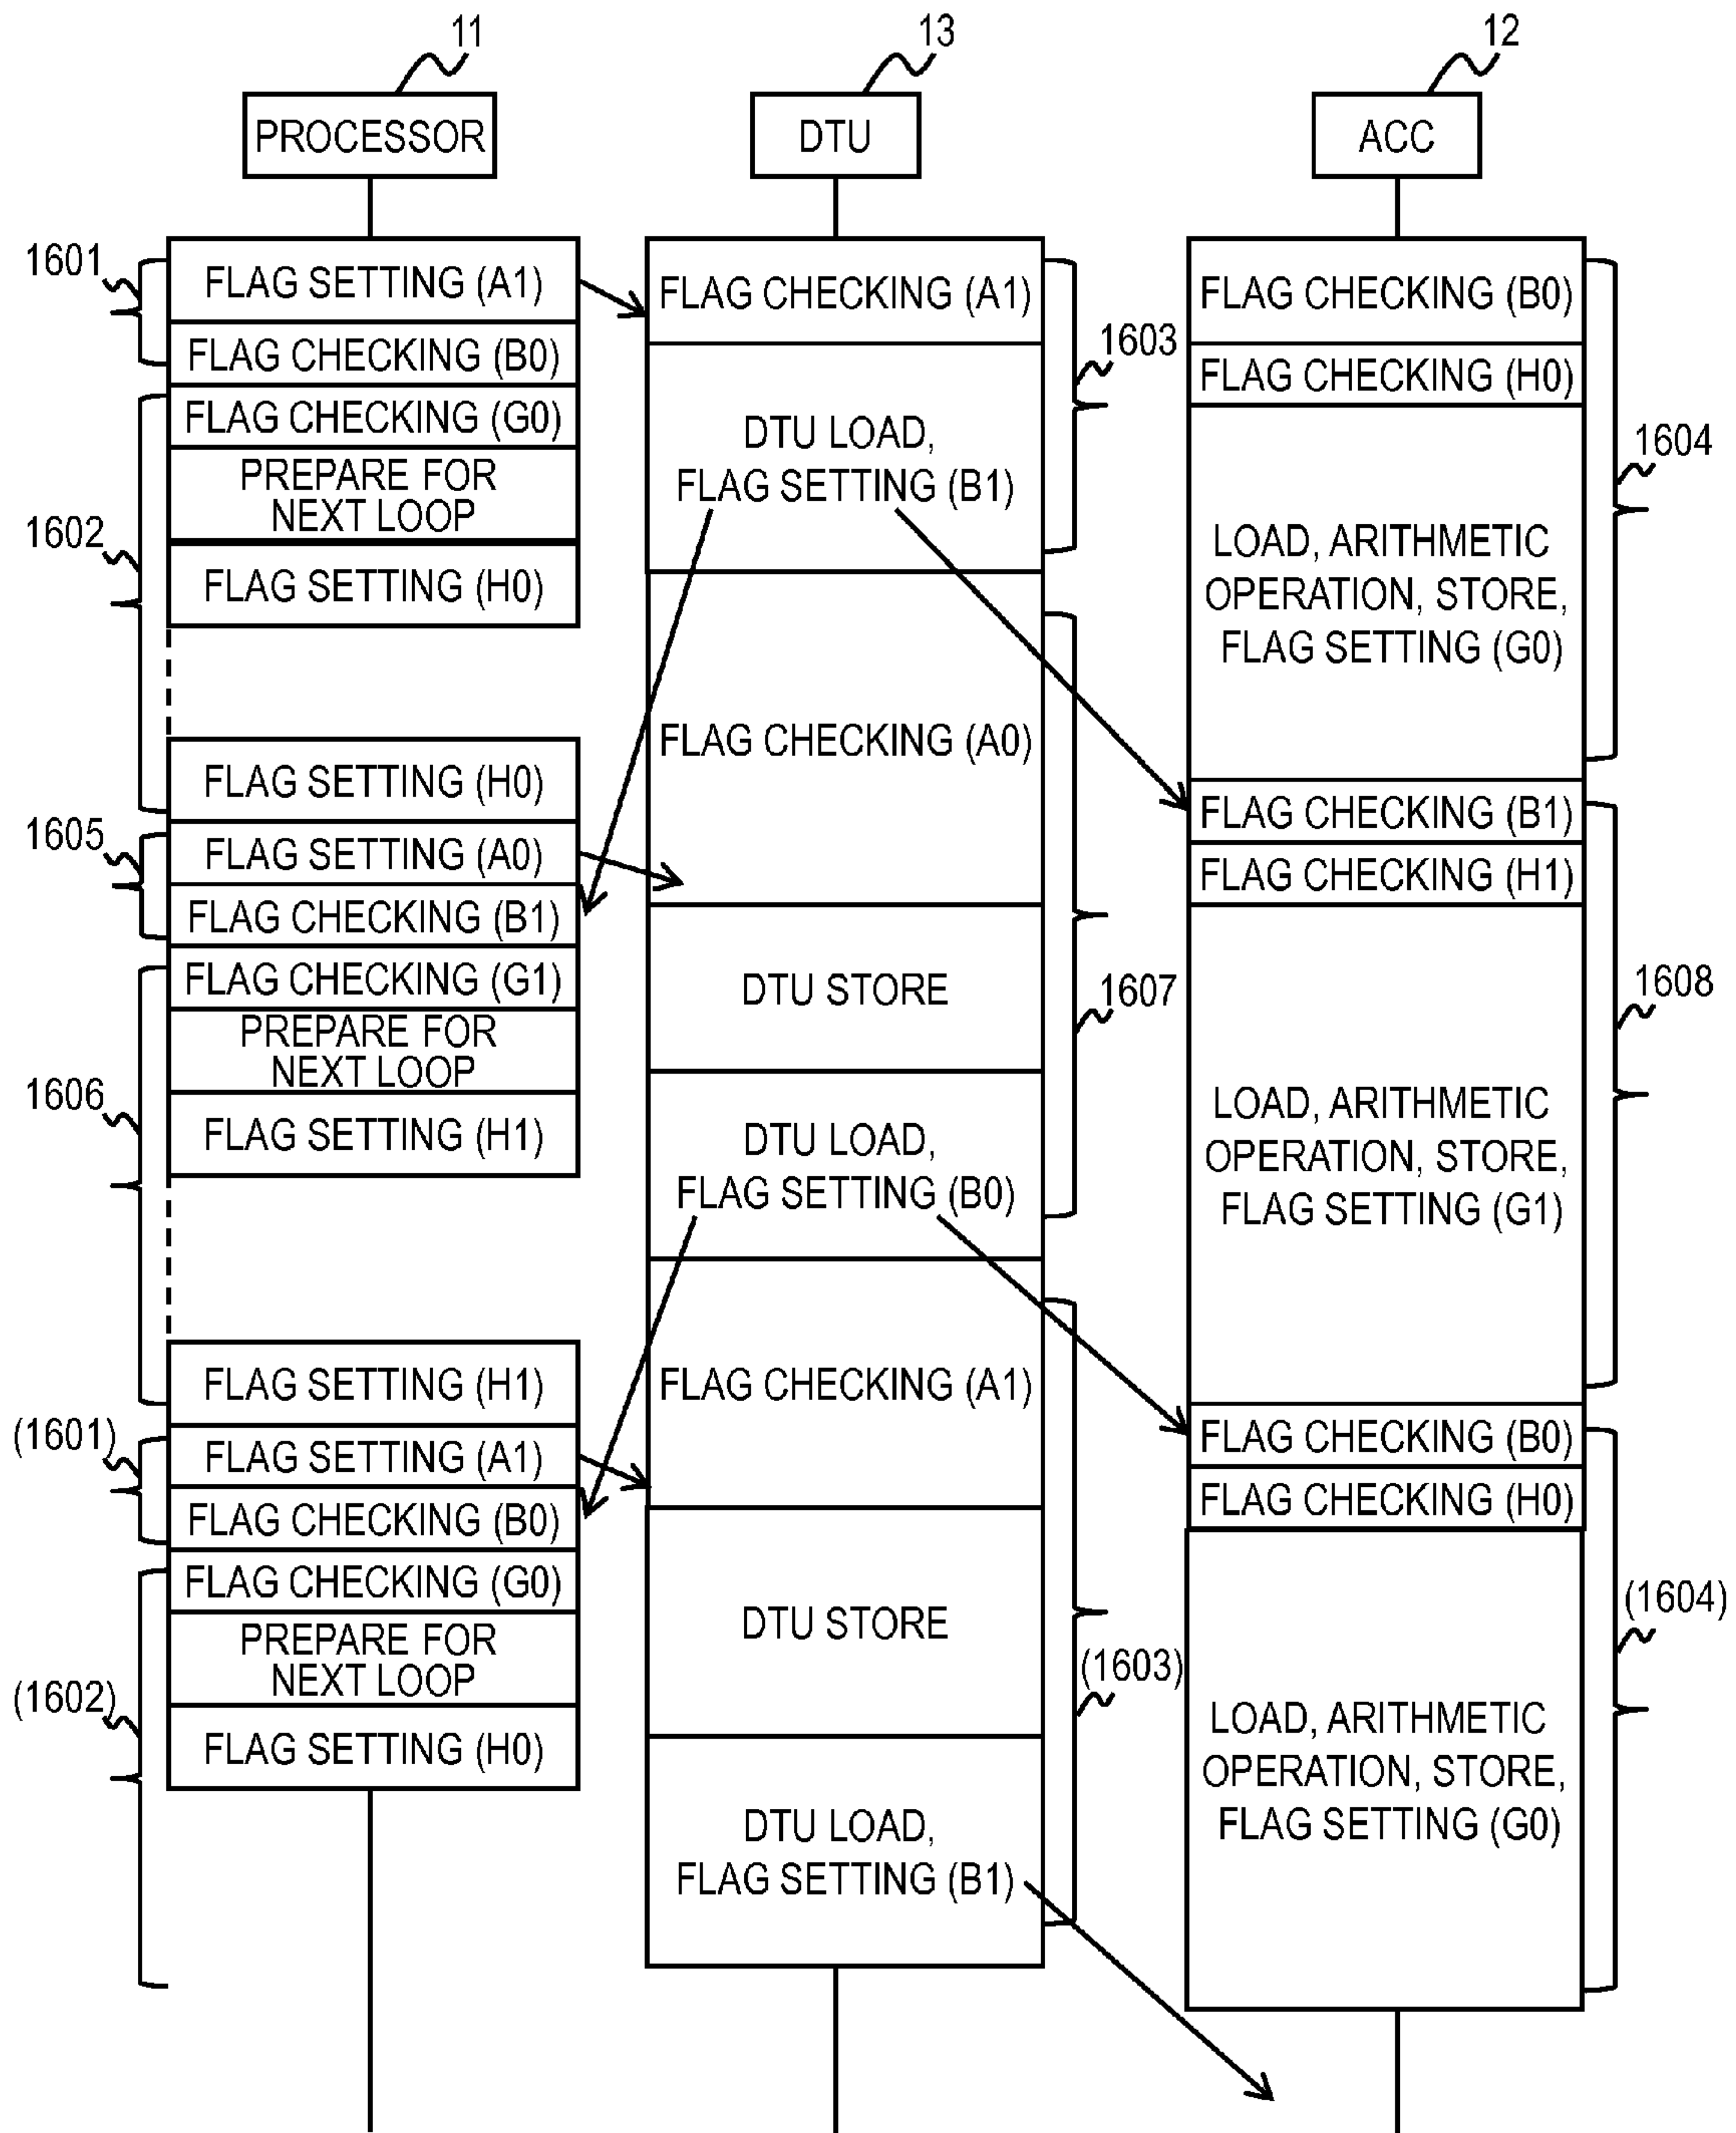 11
13
12
PROCESSOR
DTU
ACC
1601
FLAG SETTING (A1)
FLAG CHECKING (B0)
1602
FLAG CHECKING (G0)
PREPARE FOR
NEXT LOOP
FLAG SETTING (H0)
FLAG SETTING (H0)
1605
FLAG SETTING (A0)
FLAG CHECKING (B1)
1606
FLAG CHECKING (G1)
PREPARE FOR
NEXT LOOP
FLAG SETTING (H1)
FLAG SETTING (H1)
(1601)
FLAG SETTING (A1)
FLAG CHECKING (B0)
(1602)
FLAG CHECKING (G0)
PREPARE FOR
NEXT LOOP
FLAG SETTING (H0)
FLAG CHECKING (A1)
1603
DTU LOAD,
FLAG SETTING (B1)
FLAG CHECKING (A0)
DTU STORE
1607
DTU LOAD,
FLAG SETTING (B0)
FLAG CHECKING (A1)
DTU STORE
(1603)
DTU LOAD,
FLAG SETTING (B1)
FLAG CHECKING (B0)
FLAG CHECKING (H0)
1604
LOAD, ARITHMETIC
OPERATION, STORE,
FLAG SETTING (G0)
FLAG CHECKING (B1)
FLAG CHECKING (H1)
1608
LOAD, ARITHMETIC
OPERATION, STORE,
FLAG SETTING (G1)
FLAG CHECKING (B0)
FLAG CHECKING (H0)
(1604)
LOAD, ARITHMETIC
OPERATION, STORE,
FLAG SETTING (G0)